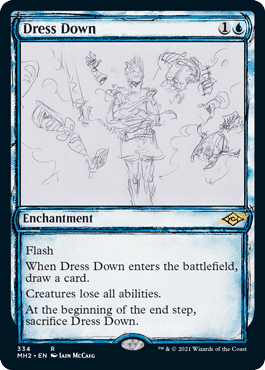 Dress Down 1
Enchantment
Flash
When Dress Down enters the battlefield,
draw a card.
Creatures lose all abilities.
At the beginning of the end step,
sacrifice Dress Down.
334 R
MH2 • EN Iain McCaig
™ & © 2021 Wizards of the Coast